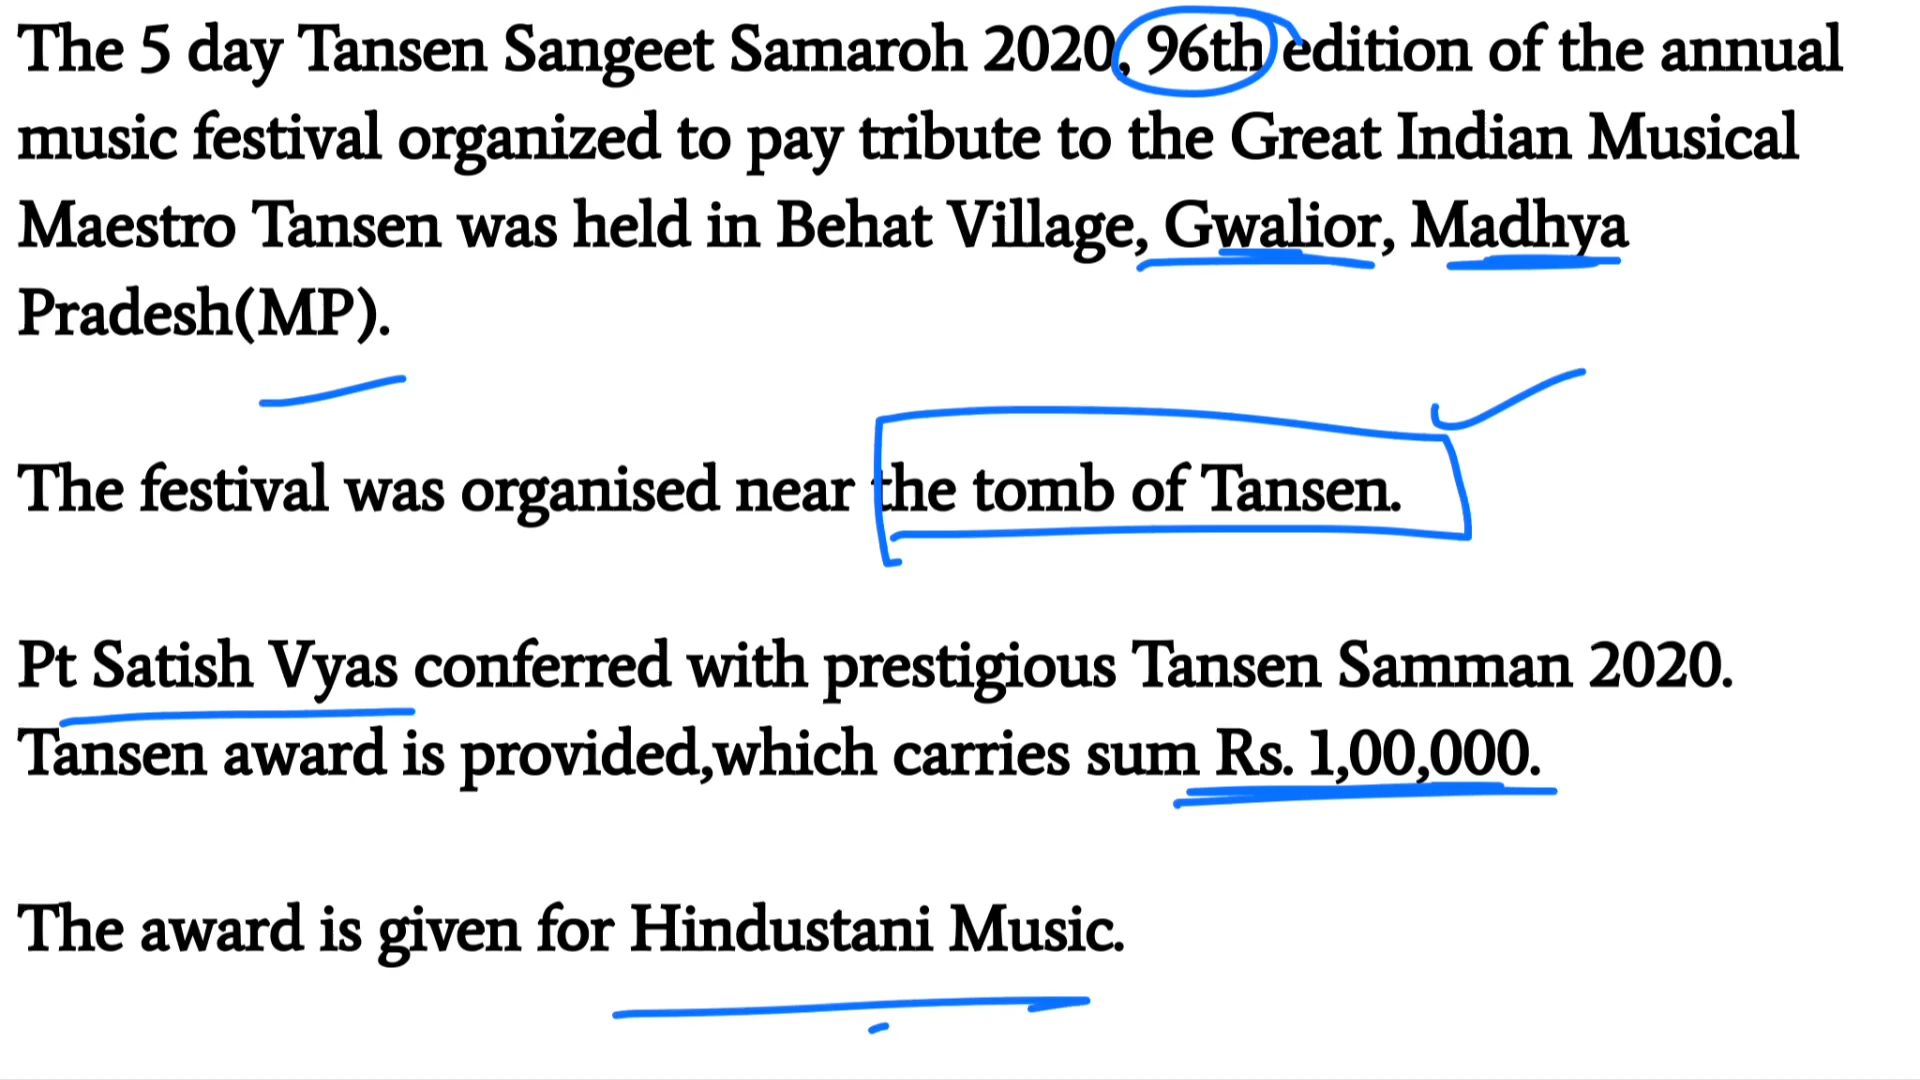 The 5 day Tansen Sangeet Samaroh 2020, 96th edition of the annual
music festival organized to pay tribute to the Great Indian Musical
Maestro Tansen was held in Behat Village, Gwalior, Madhya
Pradesh(MP).
The festival was organised near the tomb of Tansen.
Pt Satish Vyas conferred with prestigious Tansen Samman 2020.
Tansen award is provided,which carries sum Rs. 1,00,000.
The award is given for Hindustani Music.